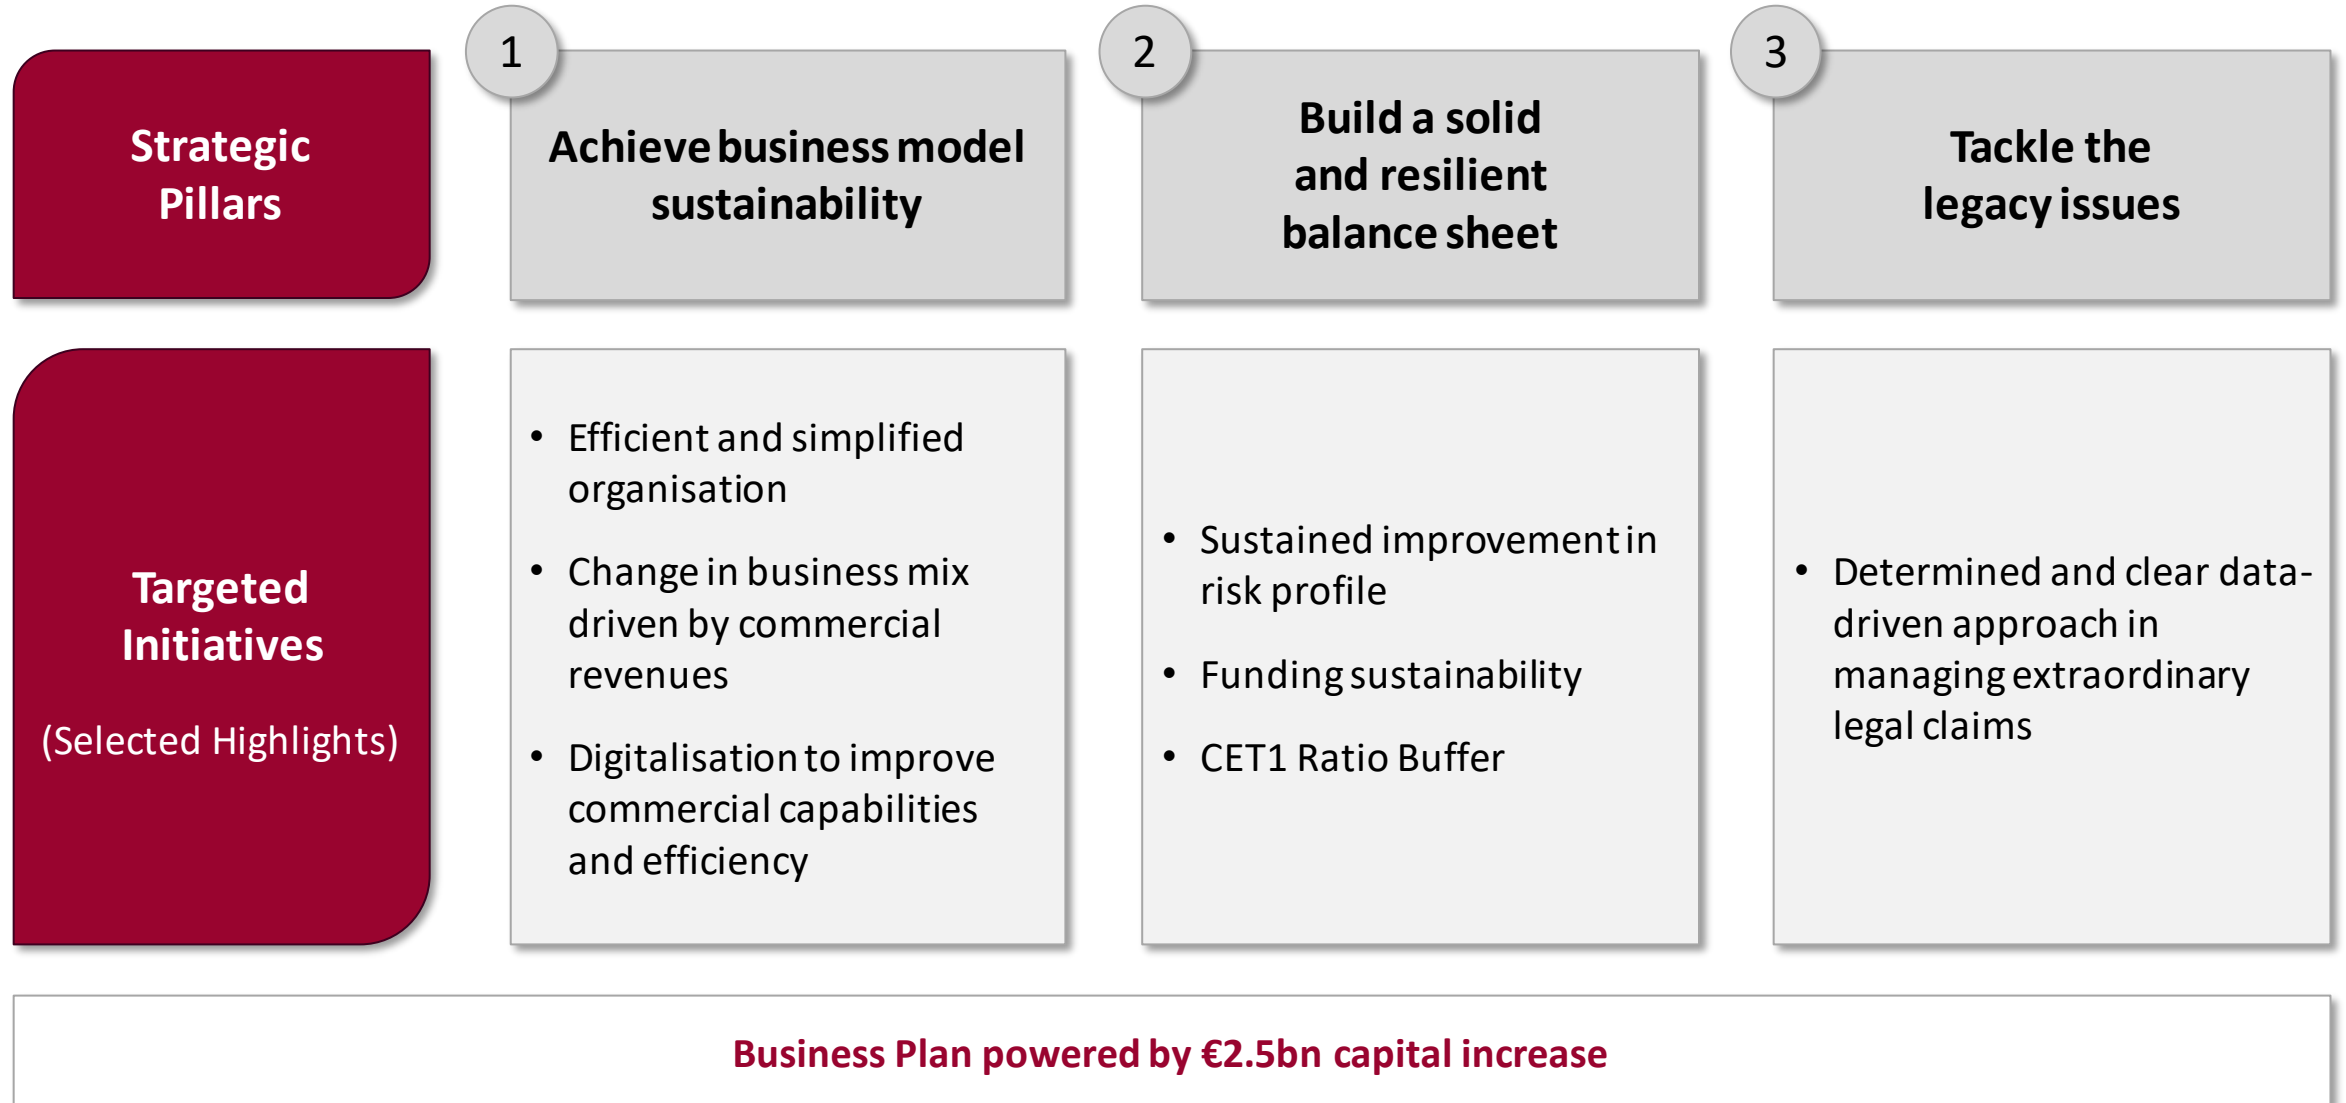 Strategic
Pillars
1
Achieve business model
sustainability
2
Build a solid
and resilient
balance sheet
3
Tackle the
legacy issues
Targeted
Initiatives
(Selected Highlights)
• Efficient and simplified
organisation
• Change in business mix
driven by commercial
revenues
• Digitalisation to improve
commercial capabilities
and efficiency
• Sustained improvement in
risk profile
• Funding sustainability
• CET1 Ratio Buffer
• Determined and clear data-
driven approach in
managing extraordinary
legal claims
Business Plan powered by €2.5bn capital increase